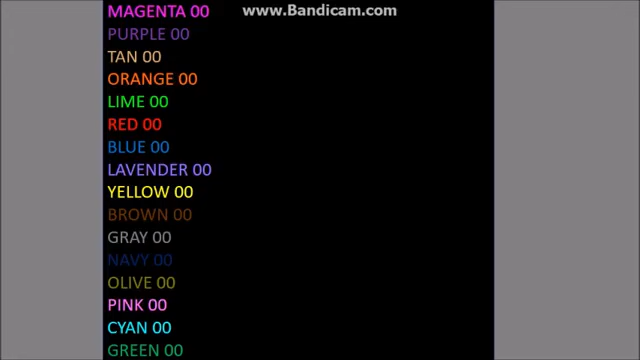 MAGENTA 00 www.Bandicam.com
PURPLE 00
TAN 00
ORANGE 00
LIME 00
RED 00
BLUE 00
LAVENDER 00
YELLOW 00
BROWN 00
GRAY 00
NAVY 00
OLIVE 00
PINK 00
CYAN 00
GREEN 00